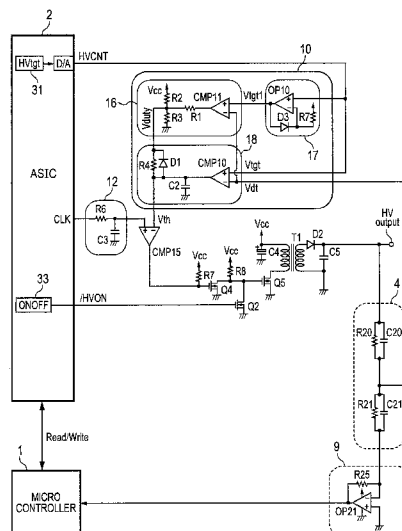 2
10
HVtgt
D/A
HVCNT
31
16
Vcc
R2
R3
R1
CMP11
Vtgt1
OP10
D3
R7
17
Vduty
18
ASIC
R4
D1
C2
CMP10
Vtgt
Vdt
12
CLK
R6
C3
Vth
CMP15
Vcc
R7
Vcc
R8
Vcc
C4
T1
D2
C5
HV
output
Q5
Q4
Q2
33
ONOFF
/HVON
4
R20
C20
R21
C21
Read/Write
1
MICRO
CONTROLLER
9
R25
OP21